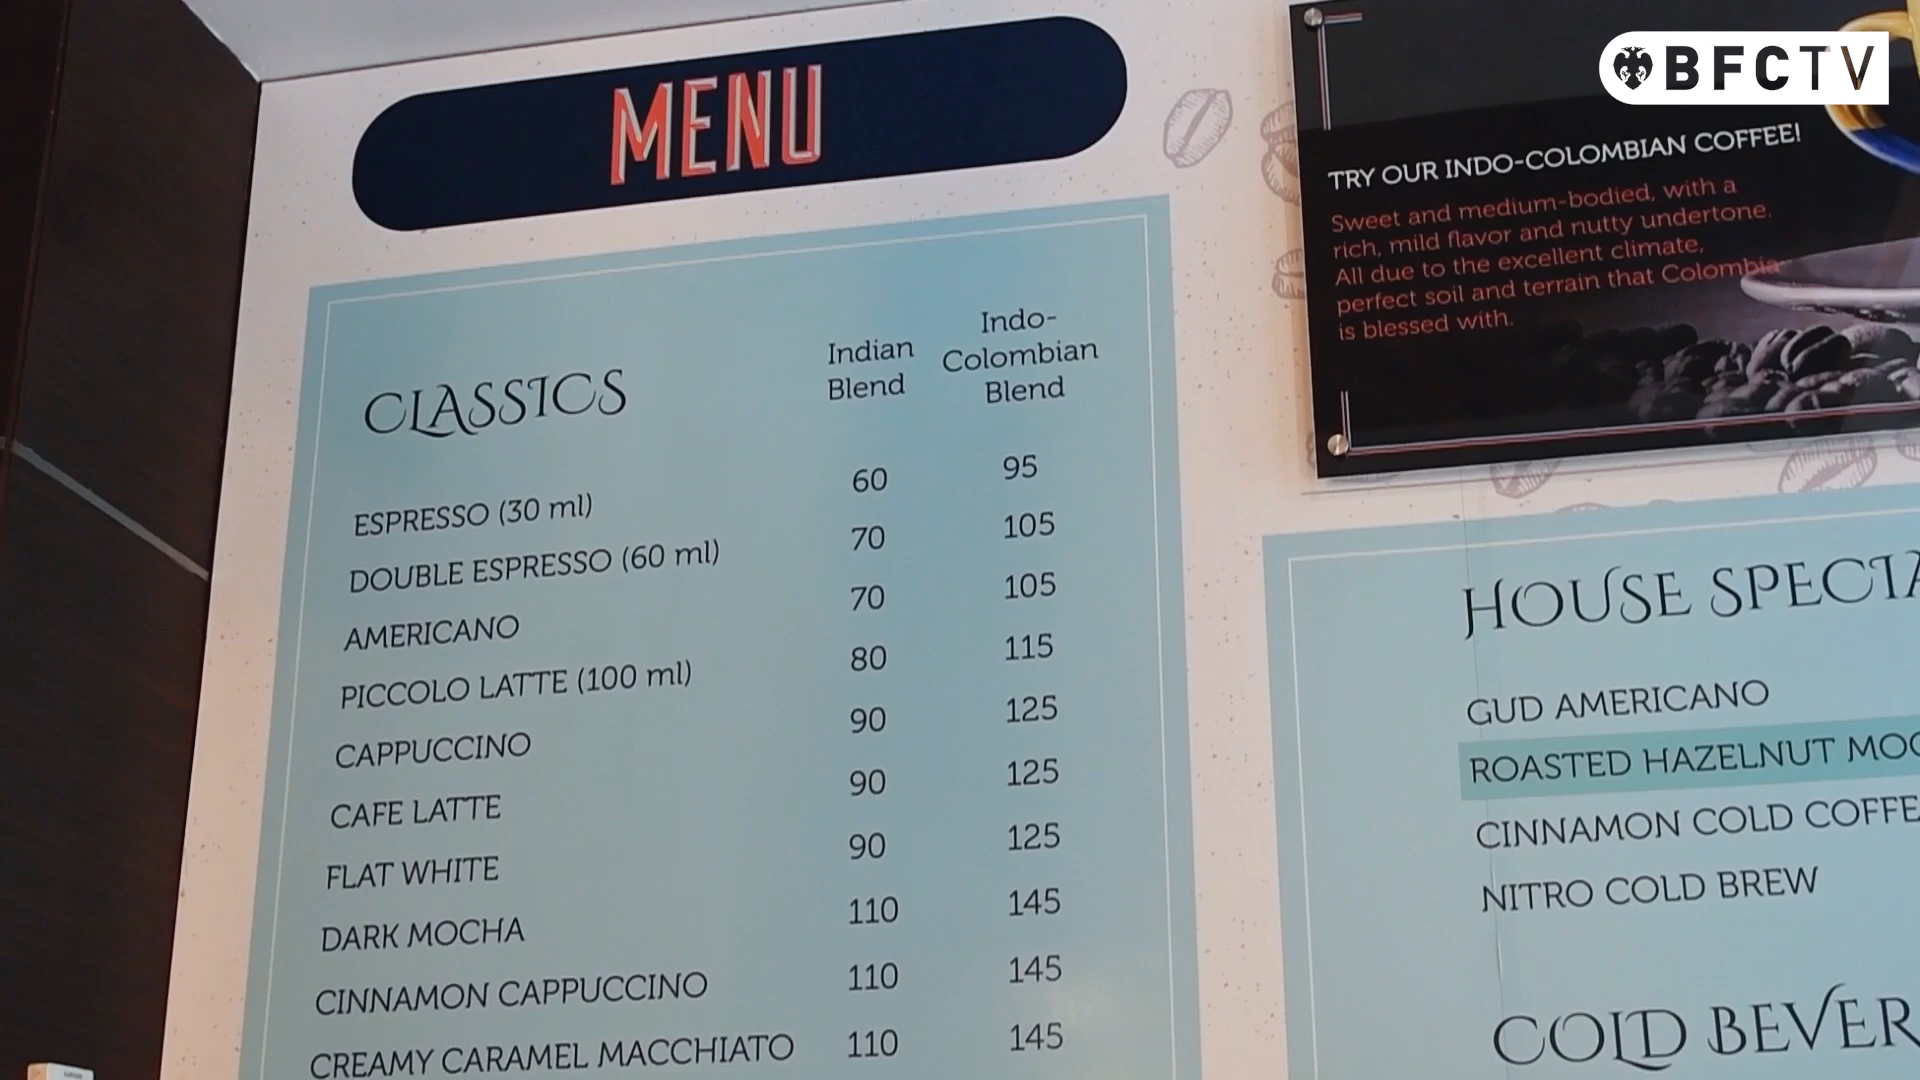 BFCTV
MENU
TRY OUR INDO-COLOMBIAN COFFEE!
Sweet and medium-bodied, with a
rich, mild flavor and nutty undertone.
All due to the excellent climate,
perfect soil and terrain that Colombia
is blessed with.
CLASSICS
Indian Blend
Indo-Colombian Blend
ESPRESSO (30 ml) 60 95
DOUBLE ESPRESSO (60 ml) 70 105
AMERICANO 70 105
PICCOLO LATTE (100 ml) 80 115
CAPPUCCINO 90 125
CAFE LATTE 90 125
FLAT WHITE 90 125
DARK MOCHA 110 145
CINNAMON CAPPUCCINO 110 145
CREAMY CARAMEL MACCHIATO 110 145
HOUSE
GUD AMERICANO
ROASTED HAZELNUT
CINNAMON COLD
NITRO COLD BREW
COLD